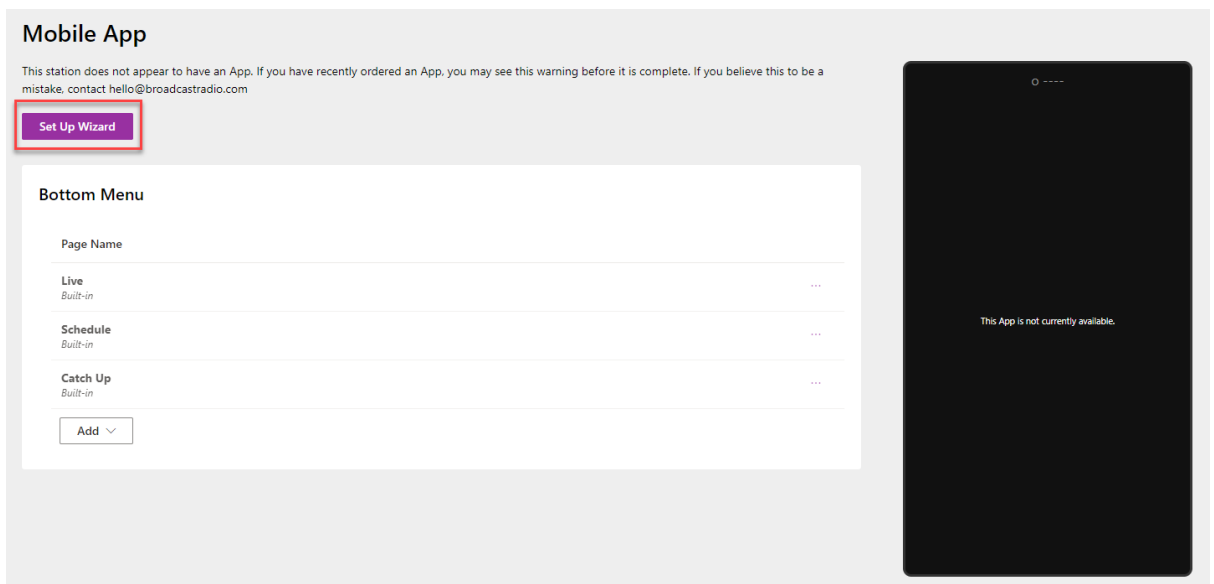 Mobile App
This station does not appear to have an App. If you have recently ordered an App, you may see this warning before it is complete. If you believe this to be a
mistake, contact hello@broadcastradio.com
Set Up Wizard
Bottom Menu
Page Name
Live
Built-in
...
Schedule
Built-in
...
Catch Up
Built-in
...
Add
This App is not currently available.